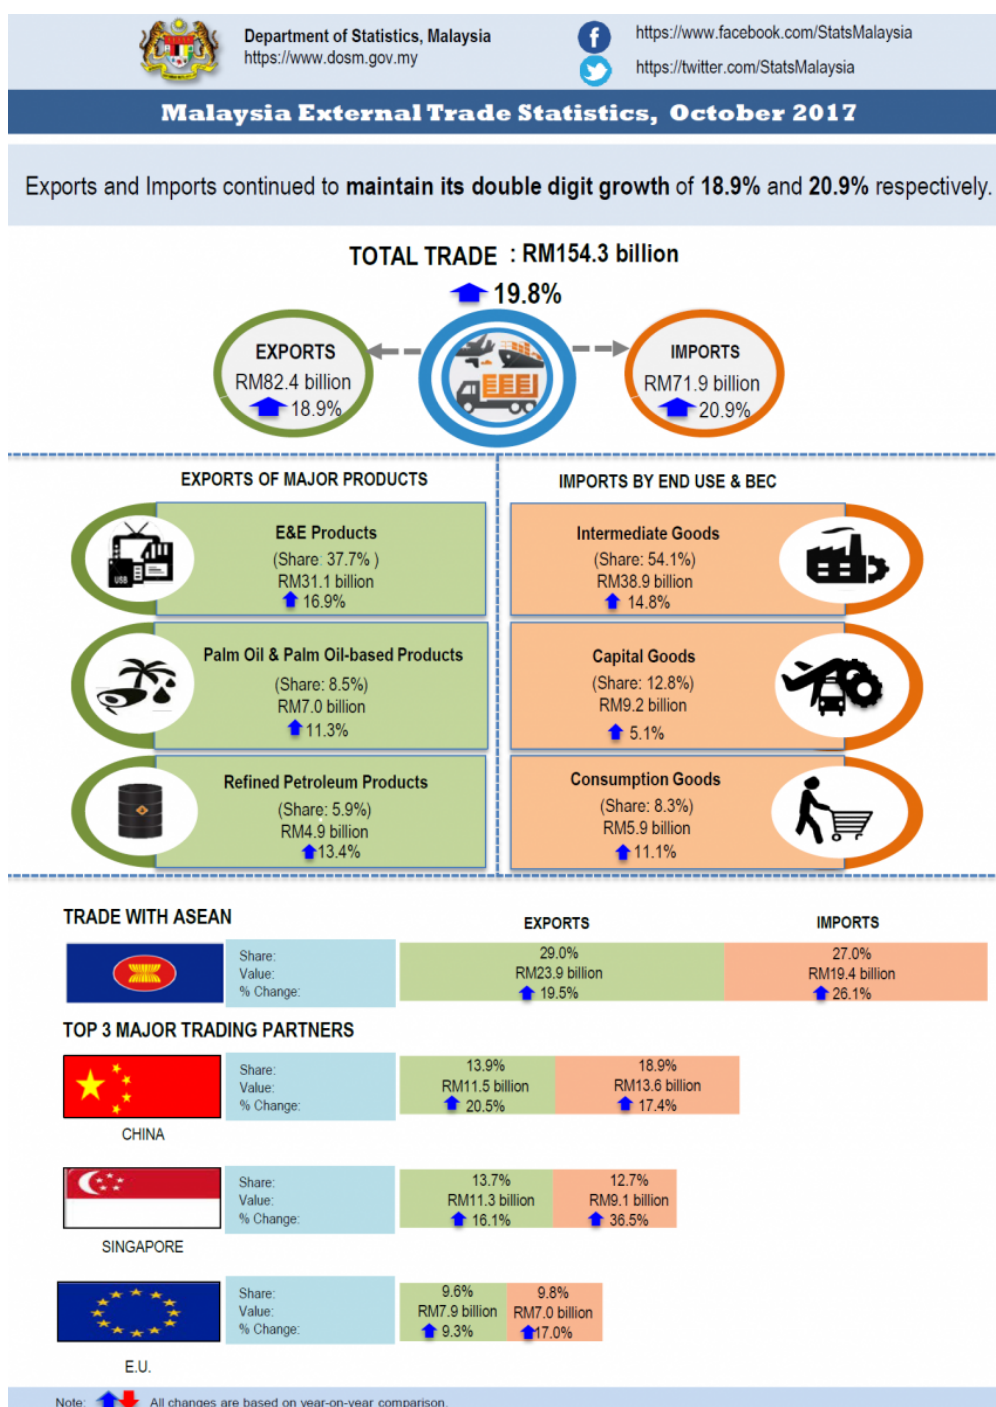 Department of Statistics, Malaysia
https://www.dosm.gov.my
https://www.facebook.com/StatsMalaysia
https://twitter.com/StatsMalaysia
Malaysia External Trade Statistics, October 2017
Exports and Imports continued to maintain its double digit growth of 18.9% and 20.9% respectively.
TOTAL TRADE : RM154.3 billion
19.8%
EXPORTS
RM82.4 billion
18.9%
IMPORTS
RM71.9 billion
20.9%
EXPORTS OF MAJOR PRODUCTS
USB
E&E Products
(Share: 37.7% )
RM31.1 billion
16.9%
Palm Oil & Palm Oil-based Products
(Share: 8.5%)
RM7.0 billion
11.3%
Refined Petroleum Products
(Share: 5.9%)
RM4.9 billion
13.4%
IMPORTS BY END USE & BEC
Intermediate Goods
(Share: 54.1%)
RM38.9 billion
14.8%
Capital Goods
(Share: 12.8%)
RM9.2 billion
5.1%
Consumption Goods
(Share: 8.3%)
RM5.9 billion
11.1%
TRADE WITH ASEAN
EXPORTS IMPORTS
Share: 29.0% 27.0%
Value: RM23.9 billion RM19.4 billion
% Change: 19.5% 26.1%
TOP 3 MAJOR TRADING PARTNERS
Share: 13.9% 18.9%
Value: RM11.5 billion RM13.6 billion
% Change: 20.5% 17.4%
CHINA
Share: 13.7% 12.7%
Value: RM11.3 billion RM9.1 billion
% Change: 16.1% 36.5%
SINGAPORE
Share: 9.6% 9.8%
Value: RM7.9 billion RM7.0 billion
% Change: 9.3% 17.0%
E.U.
Note: All changes are based on year-on-year comparison.